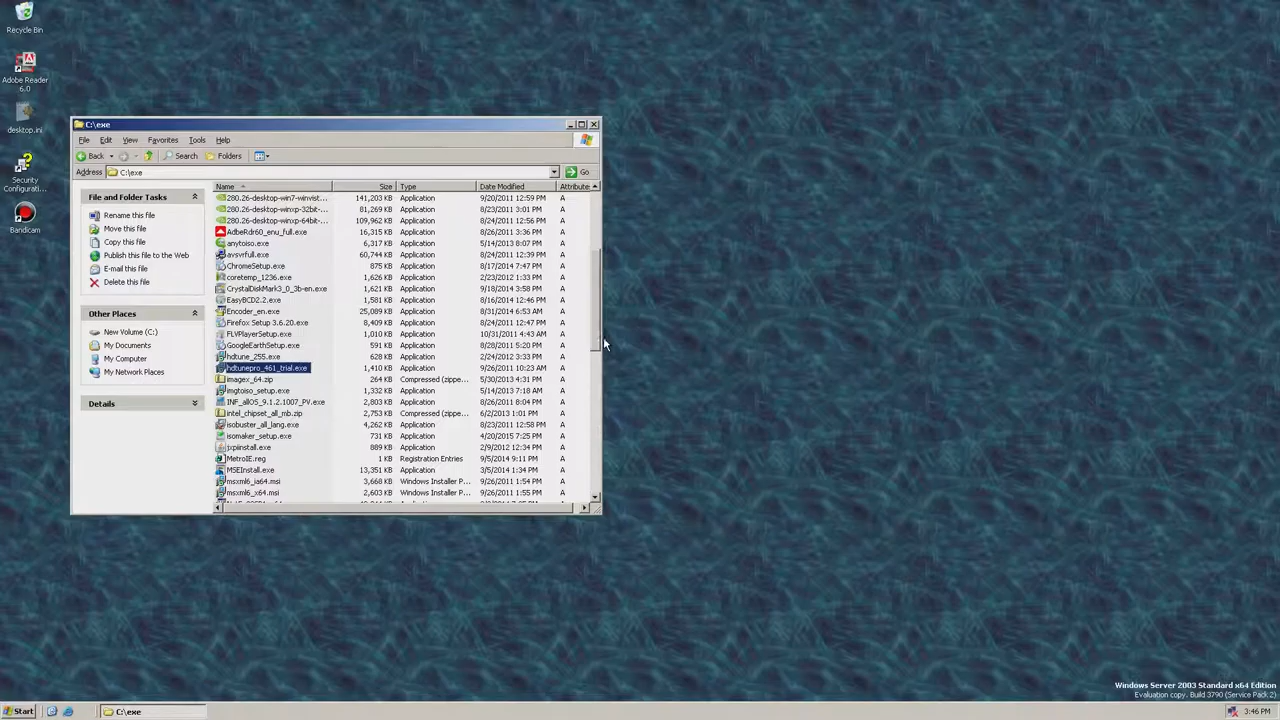 Recycle Bin
Adobe Reader
6.0
desktop.ini
Security
Configurati...
Bandicam
C:\exe
File Edit View Favorites Tools Help
Back Search Folders
Address C:\exe Go
File and Folder Tasks
Rename this file
Move this file
Copy this file
Publish this file to the Web
E-mail this file
Delete this file
Other Places
New Volume (C:)
My Documents
My Computer
My Network Places
Details
Name Size Type Date Modified Attribute
280.26-desktop-win7-winvist... 141,203 KB Application 9/20/2011 12:59 PM A
280.26-desktop-winxp-32bit-... 81,269 KB Application 8/23/2011 3:01 PM A
280.26-desktop-winxp-64bit-... 109,962 KB Application 8/24/2011 12:56 PM A
AdbeRdr60_enu_full.exe 16,315 KB Application 8/26/2011 3:36 PM A
anytoiso.exe 6,317 KB Application 5/14/2013 8:07 PM A
avsvrfull.exe 60,744 KB Application 8/24/2011 12:39 PM A
ChromeSetup.exe 875 KB Application 8/17/2014 7:47 PM A
coretemp_1236.exe 1,626 KB Application 2/23/2012 1:33 PM A
CrystalDiskMark3_0_3b-en.exe 1,621 KB Application 9/18/2014 3:58 PM A
EasyBCD2.2.exe 1,581 KB Application 8/16/2014 12:46 PM A
Encoder_en.exe 25,089 KB Application 8/31/2014 6:53 AM A
Firefox Setup 3.6.20.exe 8,409 KB Application 8/24/2011 12:47 PM A
FLVPlayerSetup.exe 1,010 KB Application 10/31/2011 4:43 AM A
GoogleEarthSetup.exe 591 KB Application 8/28/2011 5:20 PM A
hdtune_255.exe 628 KB Application 2/24/2012 3:33 PM A
hdtunepro_461_trial.exe 1,410 KB Application 9/26/2011 10:23 AM A
imagex_64.zip 264 KB Compressed (zippe... 5/30/2013 4:31 PM A
imgtoiso_setup.exe 1,332 KB Application 5/14/2013 7:18 AM A
INF_allOS_9.1.2.1007_PV.exe 2,803 KB Application 8/26/2011 8:04 PM A
intel_chipset_all_mb.zip 2,753 KB Compressed (zippe... 6/2/2013 1:01 PM A
isobuster_all_lang.exe 4,262 KB Application 8/23/2011 12:58 PM A
isomaker_setup.exe 731 KB Application 4/20/2015 7:25 PM A
jxpiinstall.exe 889 KB Application 2/9/2012 12:34 PM A
MetroIE.reg 1 KB Registration Entries 9/5/2014 9:11 PM A
MSEInstall.exe 13,351 KB Application 3/5/2014 1:34 PM A
msxml6_ia64.msi 3,668 KB Windows Installer P... 9/26/2011 1:54 PM A
msxml6_x64.msi 2,603 KB Windows Installer P... 9/26/2011 1:55 PM A
Windows Server 2003 Standard x64 Edition
Evaluation copy. Build 3790 (Service Pack 2)
Start C:\exe 3:46 PM